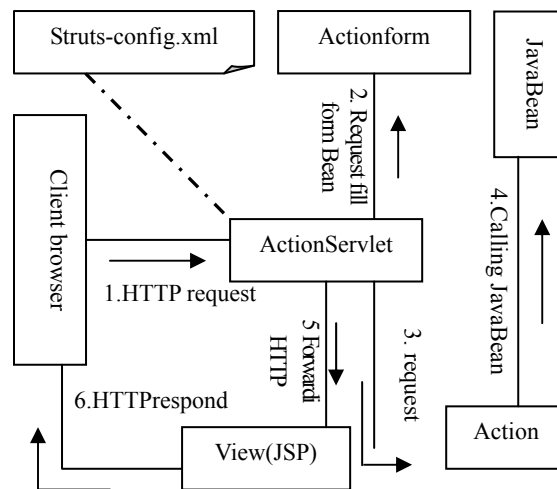 Struts-config.xml
Actionform
JavaBean
2. Request fill
form Bean
Client browser
ActionServlet
4.Calling
JavaBean
1.HTTP request
5 Forwardi
HTTP
3. request
6.HTTPrespond
View(JSP)
Action